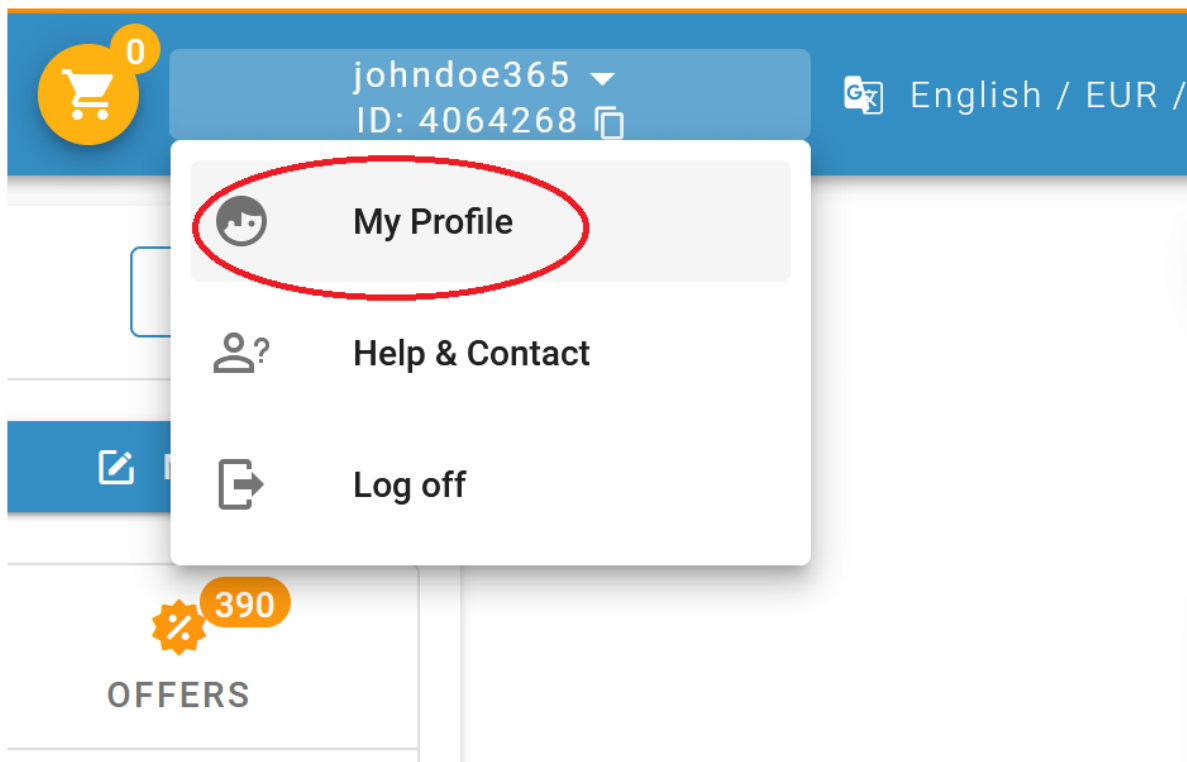 0
johndoe365
ID: 4064268
English / EUR /
My Profile
Help & Contact
Log off
390
OFFERS